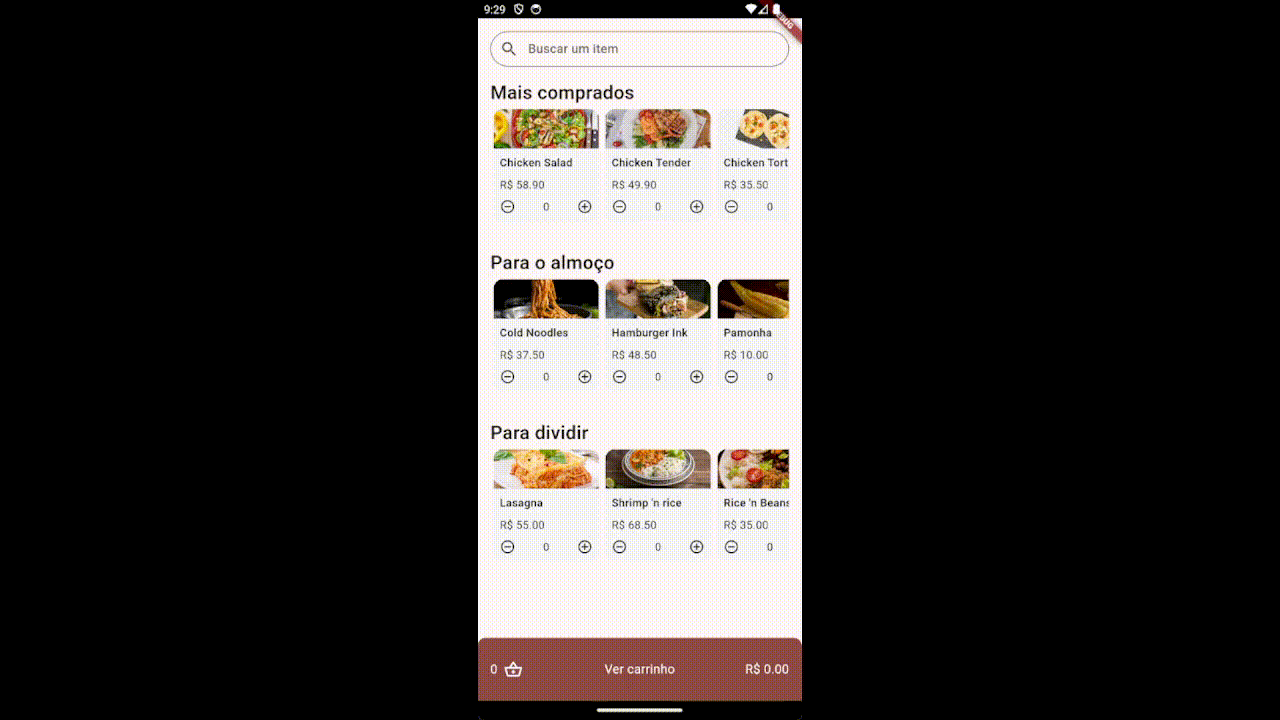 9:29
Buscar um item
Mais comprados
Chicken Salad
Chicken Tender
Chicken Tort
R$ 58.90
R$ 49.90
R$ 35.50
0
0
0
Para o almoço
Cold Noodles
Hamburger Ink
Pamonha
R$ 37.50
R$ 48.50
R$ 10.00
0
0
0
Para dividir
Lasagna
Shrimp 'n rice
Rice 'n Beans
R$ 55.00
R$ 68.50
R$ 35.00
0
0
0
0
Ver carrinho
R$ 0.00